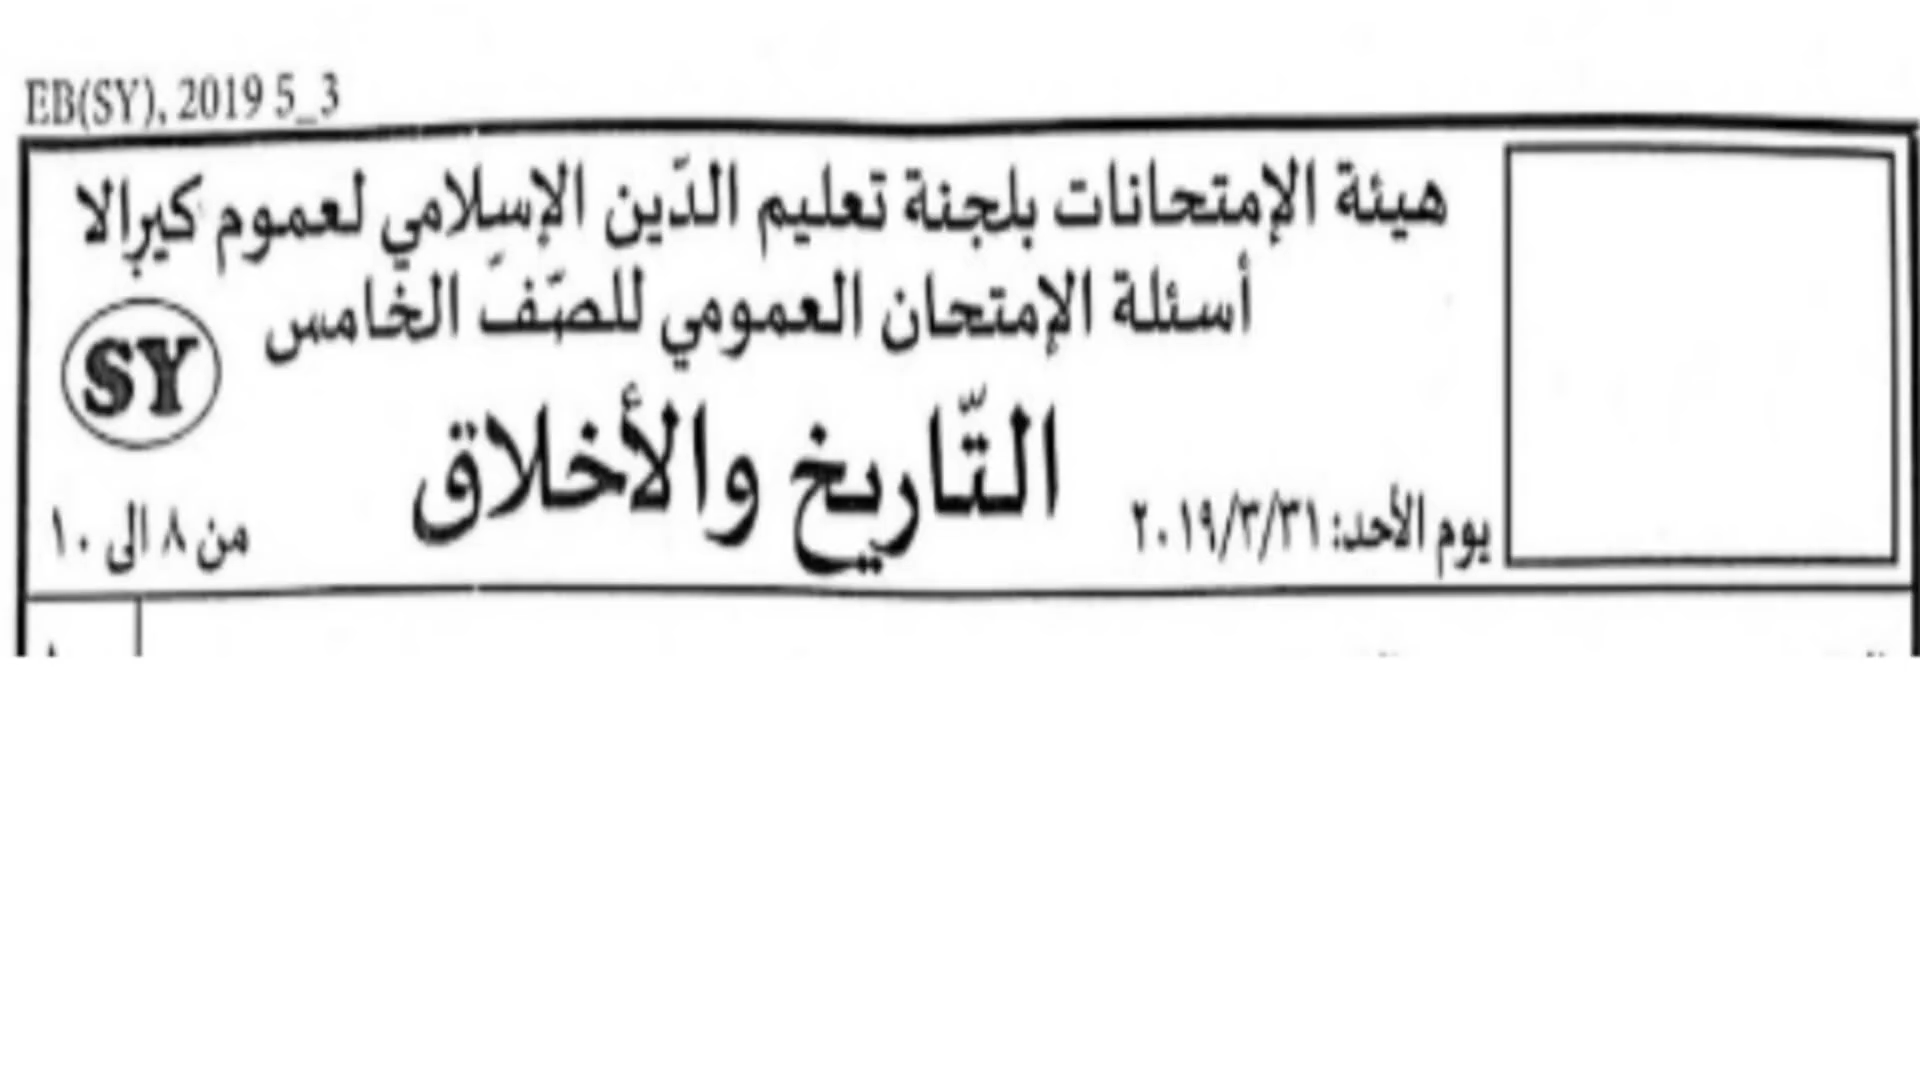 EB(SY), 2019 5_3
هيئة الإمتحانات بلجنة تعليم الدّين الإسلامي لعموم كيرالا
أسئلة الإمتحان العمومي للصّفّ الخامس
SY
التّاريخ والأخلاق
يوم الأحد: ٢٠١٩/٣/٣١
من ٨ الى ١٠